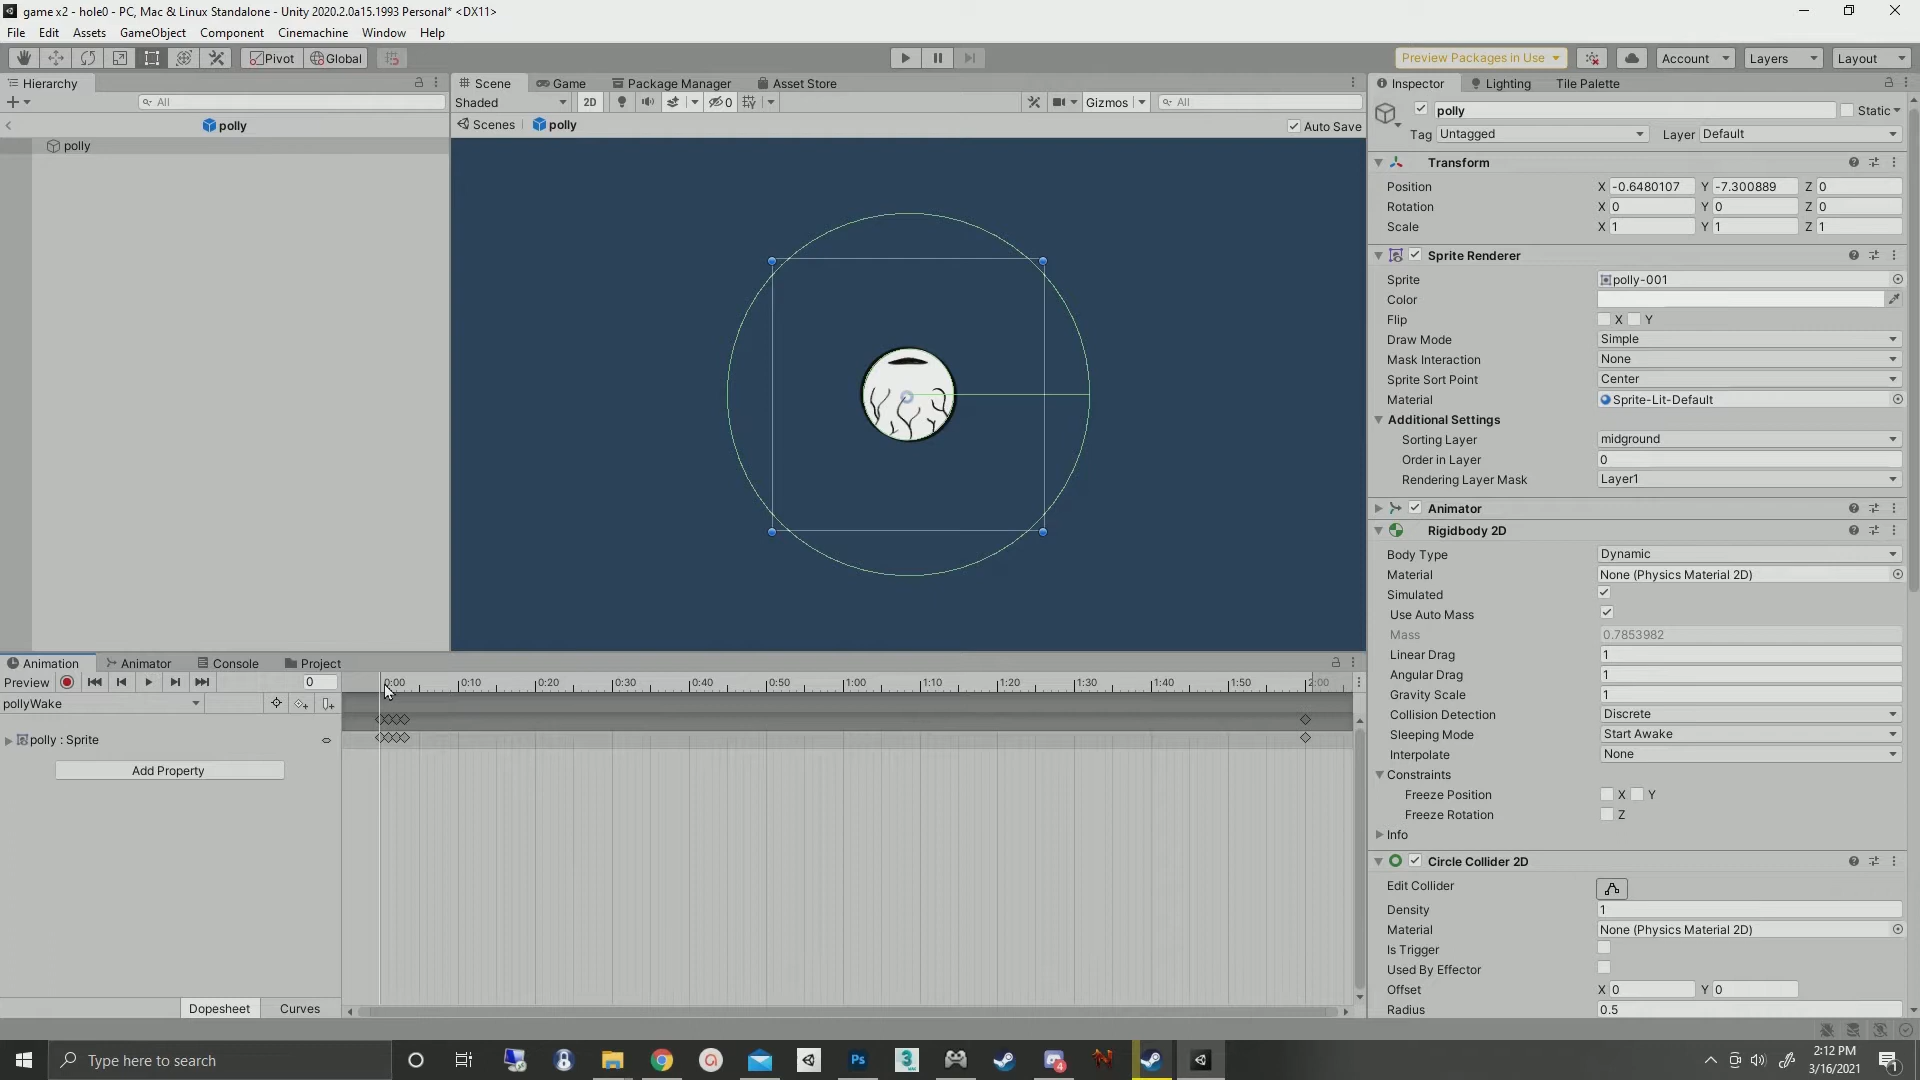 game x2 - hole0 - PC, Mac & Linux Standalone - Unity 2020.2.0a15.1993 Personal* <DX11>
File Edit Assets GameObject Component Cinemachine Window Help
Pivot Global Preview Packages in Use Account Layers Layout
Hierarchy Scene Game Package Manager Asset Store Inspector Lighting Tile Palette
All Shaded 2D 0 Gizmos All
polly Scenes polly Auto Save
polly
polly Static
Tag Untagged Layer Default
Transform
Position X -0.6480107 Y -7.300889 Z 0
Rotation X 0 Y 0 Z 0
Scale X 1 Y 1 Z 1
Sprite Renderer
Sprite polly-001
Color
Flip X Y
Draw Mode Simple
Mask Interaction None
Sprite Sort Point Center
Material Sprite-Lit-Default
Additional Settings
Sorting Layer midground
Order in Layer 0
Rendering Layer Mask Layer1
Animator
Rigidbody 2D
Body Type Dynamic
Material None (Physics Material 2D)
Simulated
Use Auto Mass
Mass 0.7853982
Linear Drag 1
Angular Drag 1
Gravity Scale 1
Collision Detection Discrete
Sleeping Mode Start Awake
Interpolate None
Constraints
Freeze Position X Y
Freeze Rotation Z
Info
Circle Collider 2D
Edit Collider
Density 1
Material None (Physics Material 2D)
Is Trigger
Used By Effector
Offset X 0 Y 0
Radius 0.5
Animation Animator Console Project
Preview 0 0:00 0:10 0:20 0:30 0:40 0:50 1:00 1:10 1:20 1:30 1:40 1:50 2:00
pollyWake
polly : Sprite
Add Property
Dopesheet Curves
Type here to search
Ps
3
4
2:12 PM
3/16/2021
1